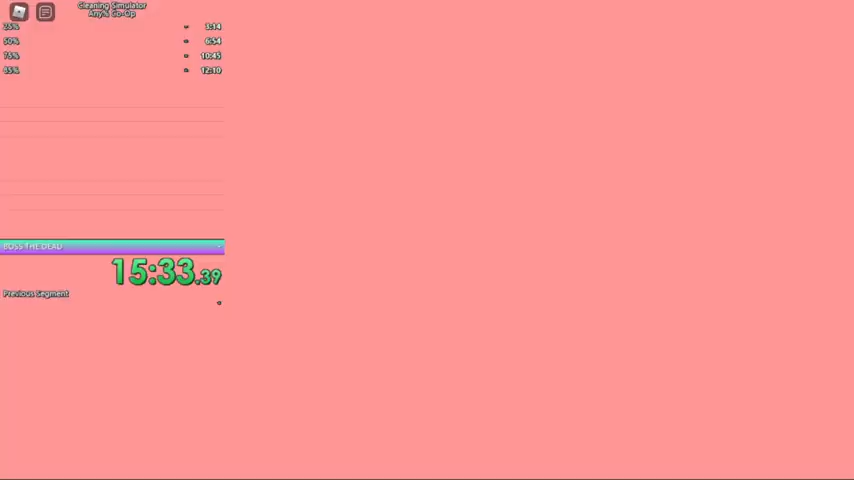 Cleaning Simulator
Any% Co-Op
25% - 3:14
50% - 6:54
75% - 10:45
85% - 12:10
BOSS THE DEAD -
15:33.39
Previous Segment
-